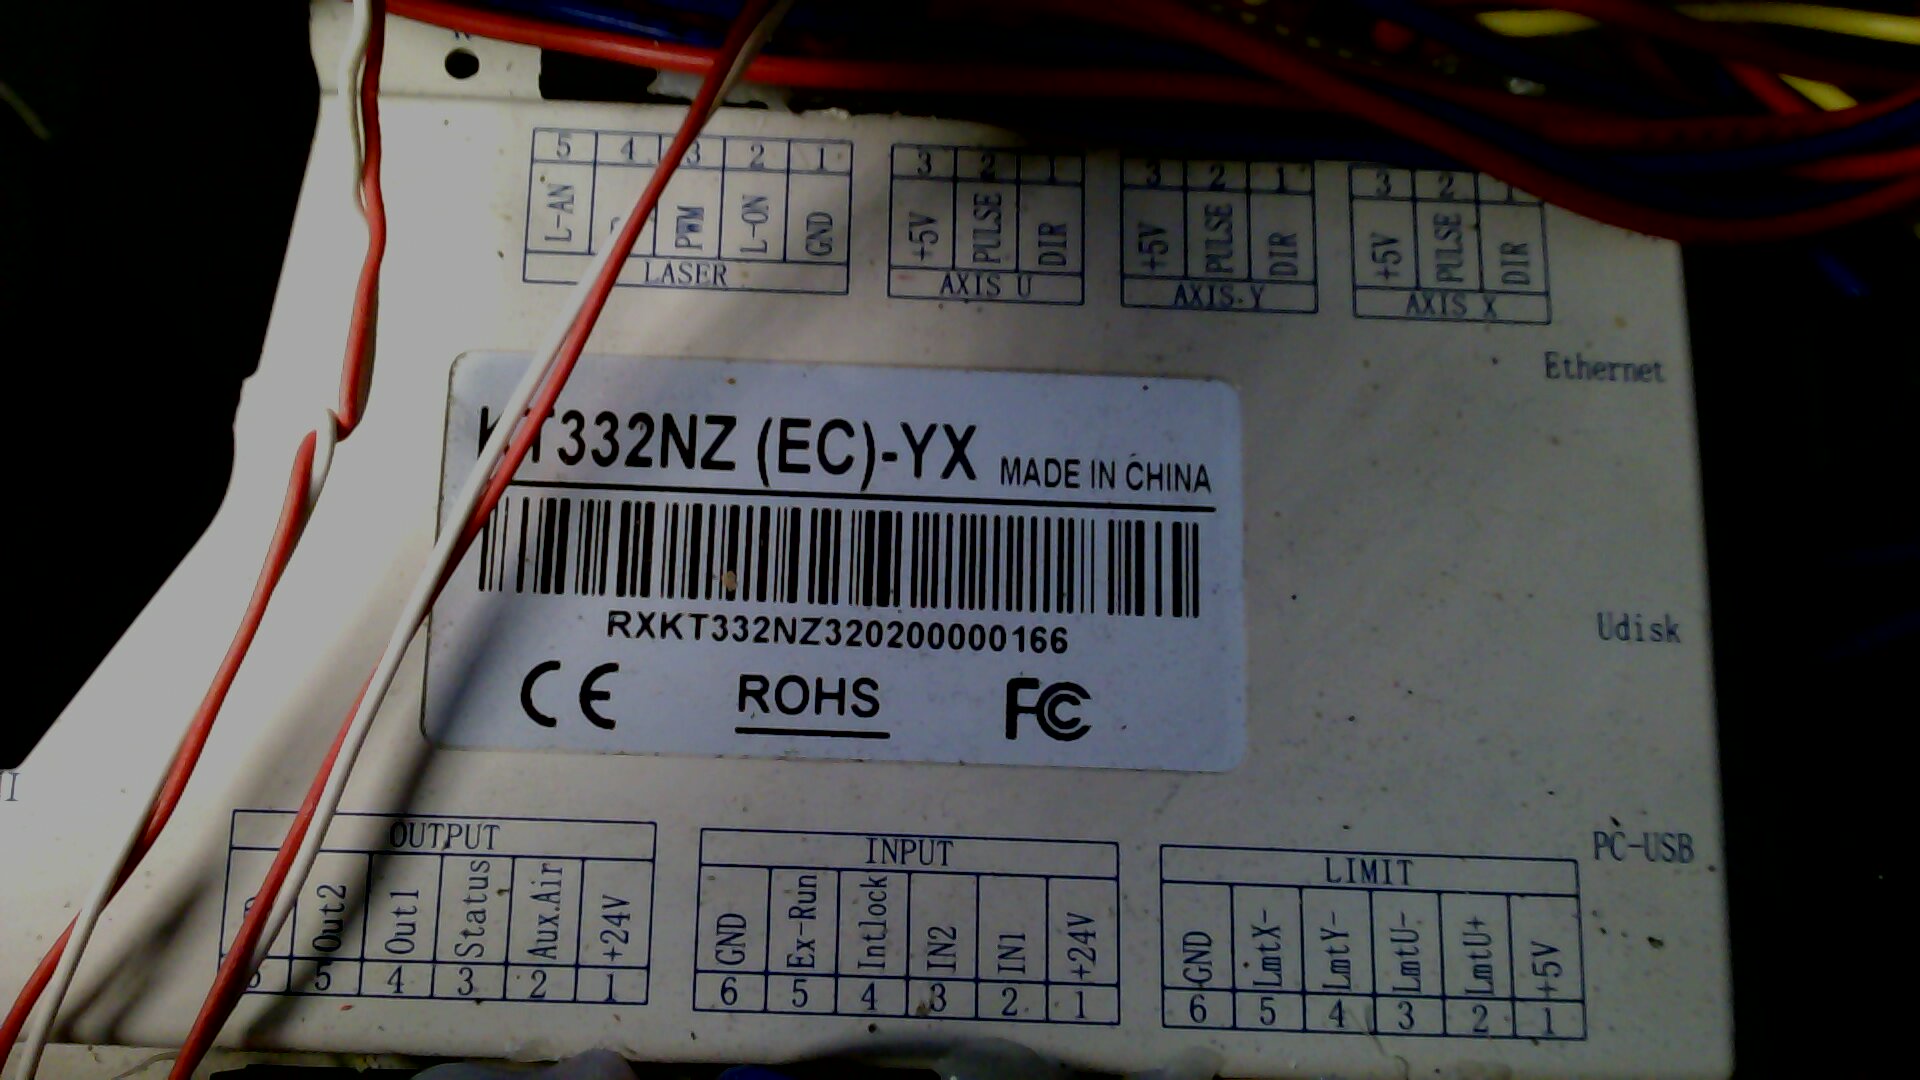 5 4 3 2 1
L-AN PWM L-ON GND
LASER
3 2 1
+5V PULSE DIR
AXIS U
3 2 1
+5V PULSE DIR
AXIS Y
3 2 1
+5V PULSE DIR
AXIS X
Ethernet
KT332NZ (EC)-YX MADE IN CHINA
RXKT332NZ320200000166
CE ROHS FC
Udisk
PC-USB
OUTPUT
Out2 Out1 Status Aux.Air +24V
6 5 4 3 2 1
INPUT
GND Ex-Run Intlock IN2 IN1 +24V
6 5 4 3 2 1
LIMIT
GND LmtX- LmtY- LmtU- LmtU+ +5V
6 5 4 3 2 1